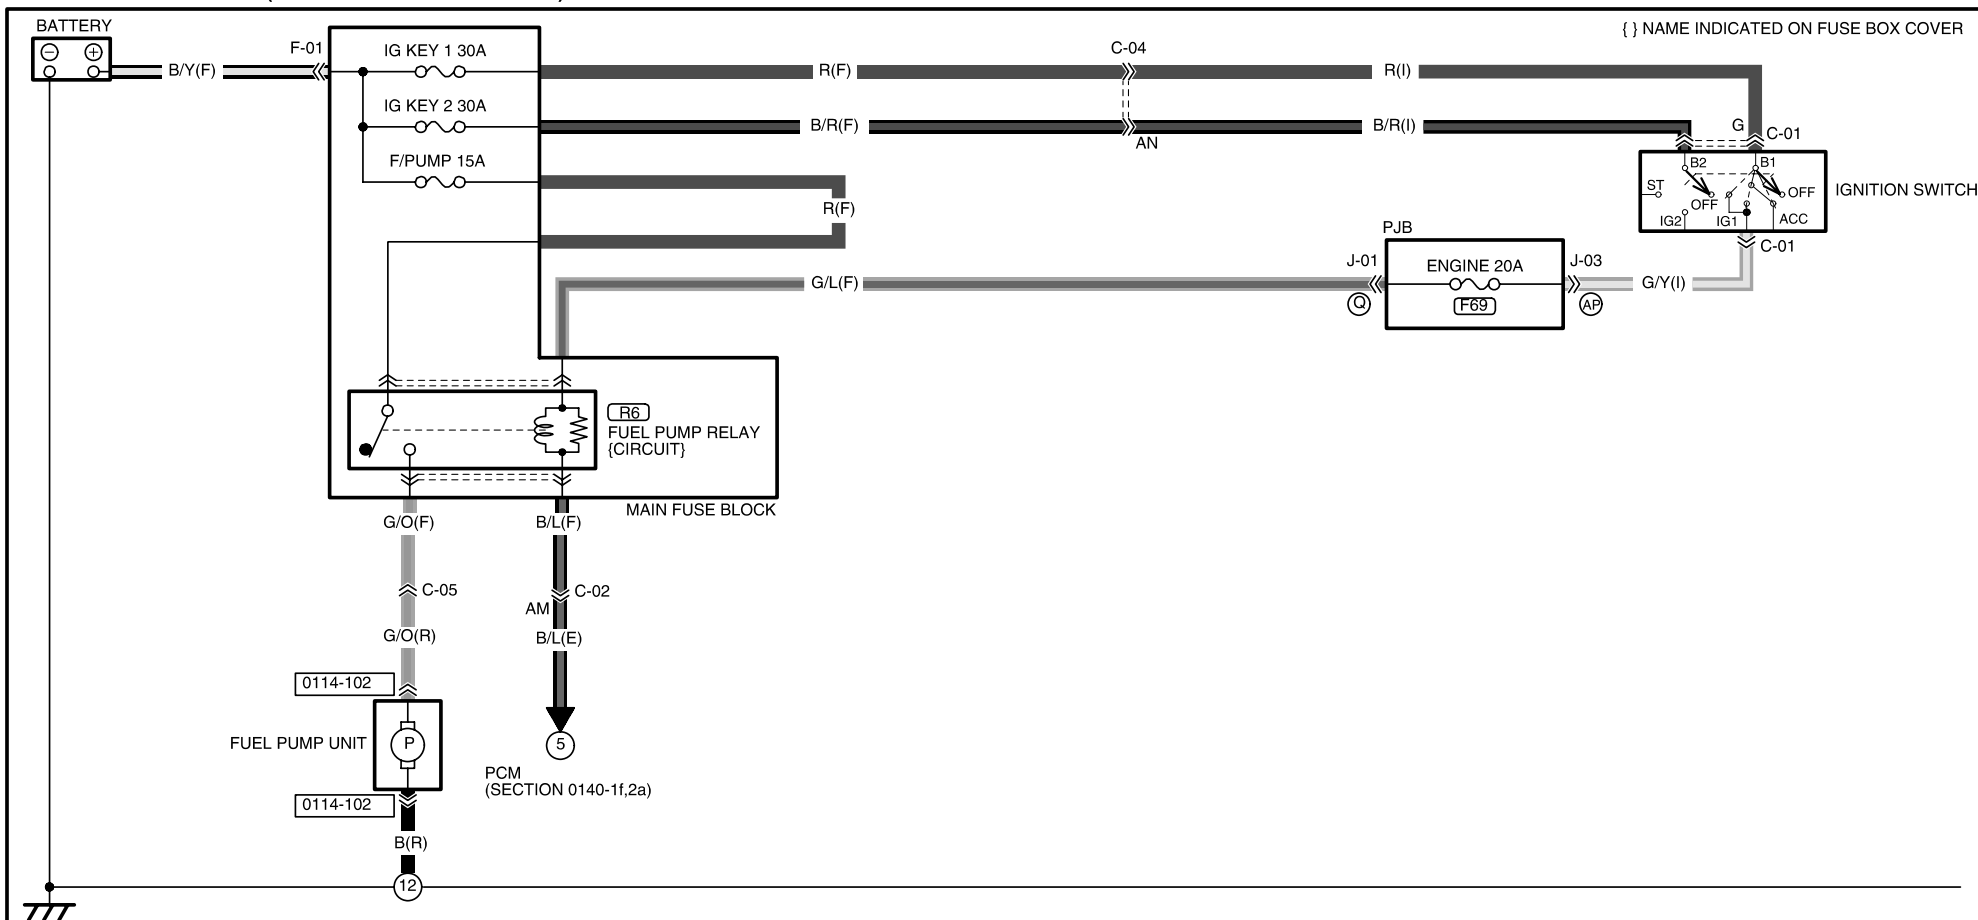 BATTERY
{ } NAME INDICATED ON FUSE BOX COVER
F-01
IG KEY 1 30A
C-04
B/Y(F)
R(F)
R(I)
IG KEY 2 30A
B/R(F)
B/R(I)
G
C-01
AN
F/PUMP 15A
B2
B1
ST
OFF
OFF
IGNITION SWITCH
R(F)
IG2
IG1
ACC
PJB
C-01
J-01
ENGINE 20A
J-03
G/L(F)
G/Y(I)
Q
F69
AP
R6
FUEL PUMP RELAY
{CIRCUIT}
MAIN FUSE BLOCK
G/O(F)
B/L(F)
C-05
C-02
AM
G/O(R)
B/L(E)
0114-102
FUEL PUMP UNIT
P
5
PCM
(SECTION 0140-1f,2a)
0114-102
B(R)
12